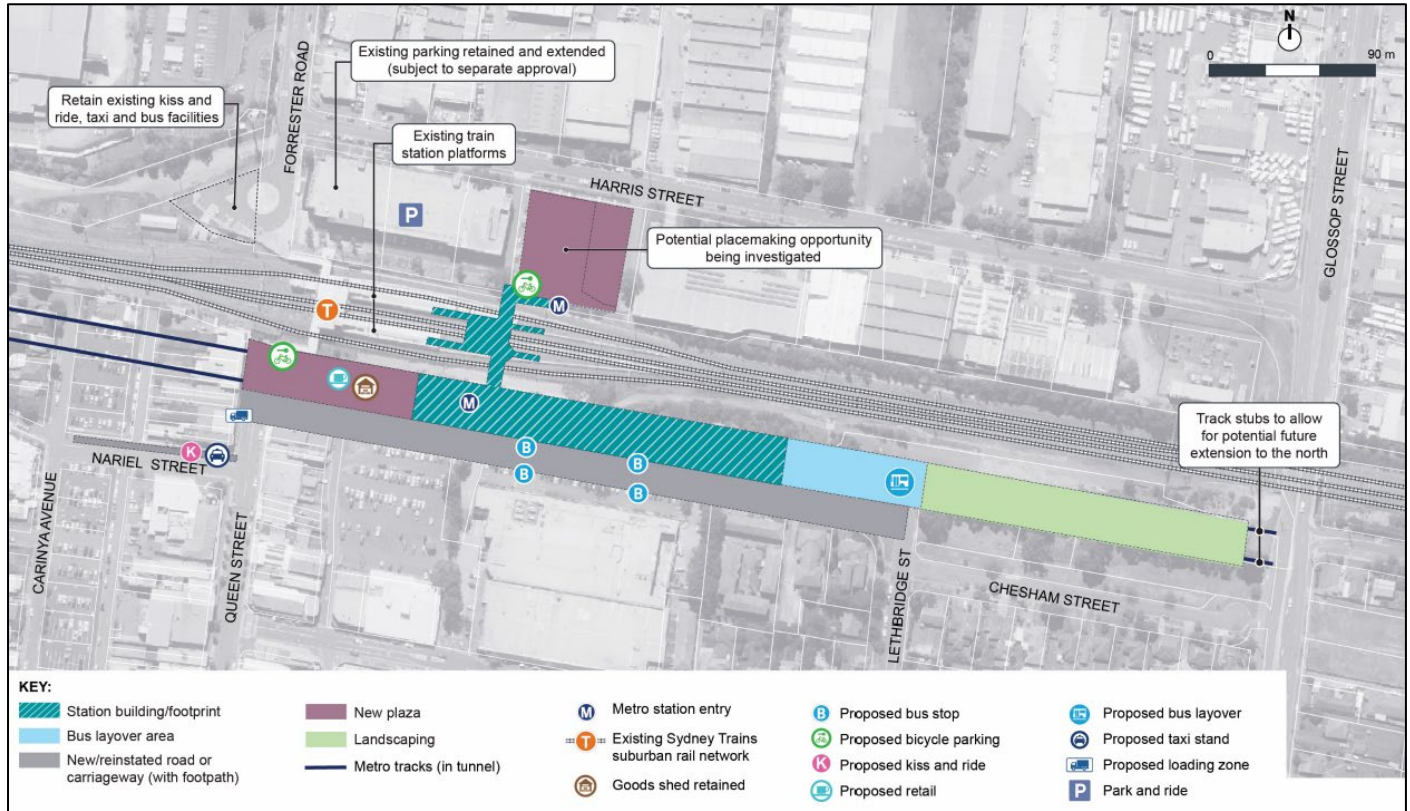 N
0
90 m
Existing parking retained and extended
(subject to separate approval)
Retain existing kiss and
ride, taxi and bus facilities
FORRESTER ROAD
Existing train
station platforms
HARRIS STREET
GLOSSOP STREET
P
Potential placemaking opportunity
being investigated
M
T
M
Track stubs to allow
for potential future
extension to the north
B
B
B
B
K
NARIEL STREET
CARINYA AVENUE
QUEEN STREET
LETHBRIDGE ST
CHESHAM STREET
KEY:
Station building/footprint
Bus layover area
New/reinstated road or
carriageway (with footpath)
New plaza
Landscaping
Metro tracks (in tunnel)
M Metro station entry
T Existing Sydney Trains
suburban rail network
Goods shed retained
B Proposed bus stop
Proposed bicycle parking
K Proposed kiss and ride
Proposed retail
Proposed bus layover
Proposed taxi stand
Proposed loading zone
P Park and ride